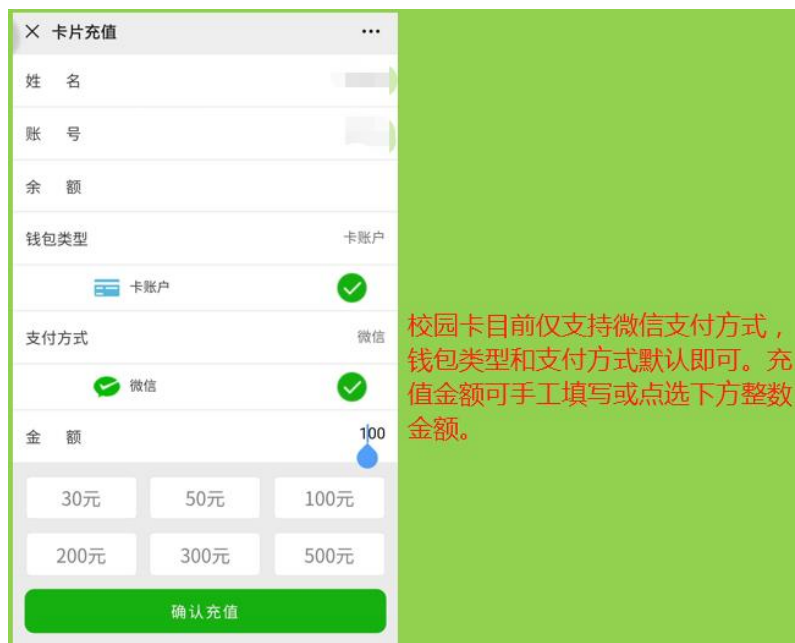 卡片充值
姓 名
账 号
余 额
钱包类型 卡账户
卡账户
支付方式 微信
微信
金 额 100
30元 50元 100元
200元 300元 500元
确认充值
校园卡目前仅支持微信支付方式，
钱包类型和支付方式默认即可。充
值金额可手工填写或点选下方整数
金额。